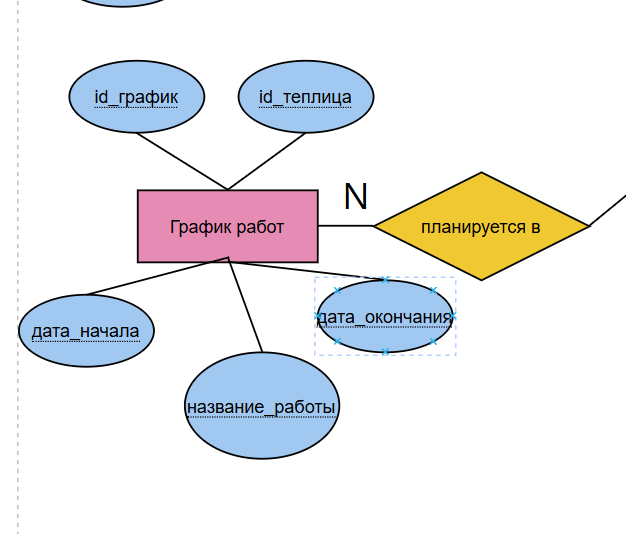 id_график
id_теплица
N
График работ
планируется в
дата_начала
дата_окончания
название_работы